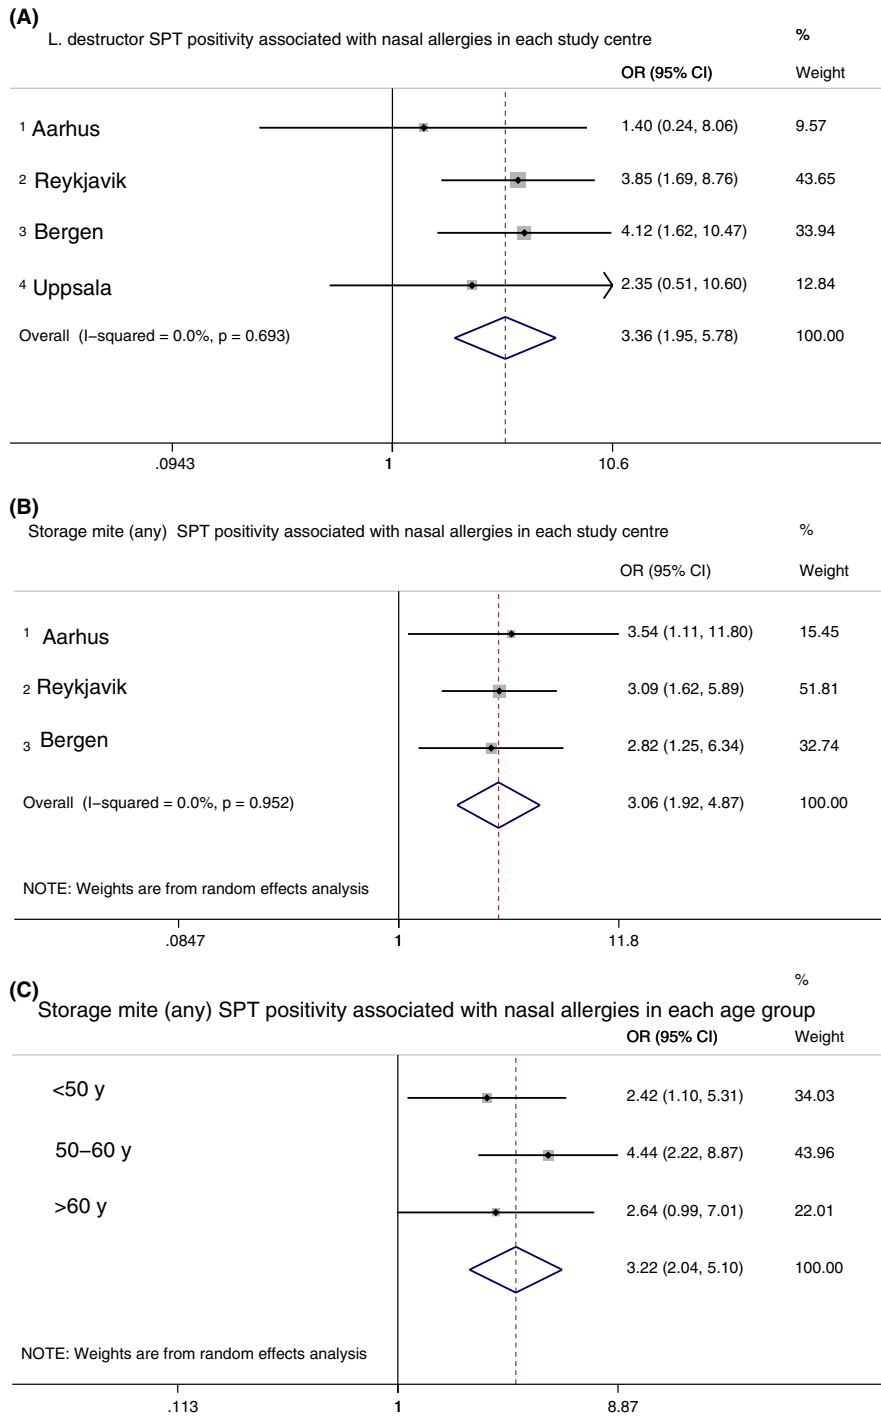 (A)
L. destructor SPT positivity associated with nasal allergies in each study centre %
OR (95% CI) Weight
1 Aarhus 1.40 (0.24, 8.06) 9.57
2 Reykjavik 3.85 (1.69, 8.76) 43.65
3 Bergen 4.12 (1.62, 10.47) 33.94
4 Uppsala 2.35 (0.51, 10.60) 12.84
Overall (I−squared = 0.0%, p = 0.693) 3.36 (1.95, 5.78) 100.00
.0943 1 10.6
(B)
Storage mite (any) SPT positivity associated with nasal allergies in each study centre %
OR (95% CI) Weight
1 Aarhus 3.54 (1.11, 11.80) 15.45
2 Reykjavik 3.09 (1.62, 5.89) 51.81
3 Bergen 2.82 (1.25, 6.34) 32.74
Overall (I−squared = 0.0%, p = 0.952) 3.06 (1.92, 4.87) 100.00
NOTE: Weights are from random effects analysis
.0847 1 11.8
(C) %
Storage mite (any) SPT positivity associated with nasal allergies in each age group
OR (95% CI) Weight
<50 y 2.42 (1.10, 5.31) 34.03
50−60 y 4.44 (2.22, 8.87) 43.96
>60 y 2.64 (0.99, 7.01) 22.01
3.22 (2.04, 5.10) 100.00
NOTE: Weights are from random effects analysis
.113 1 8.87